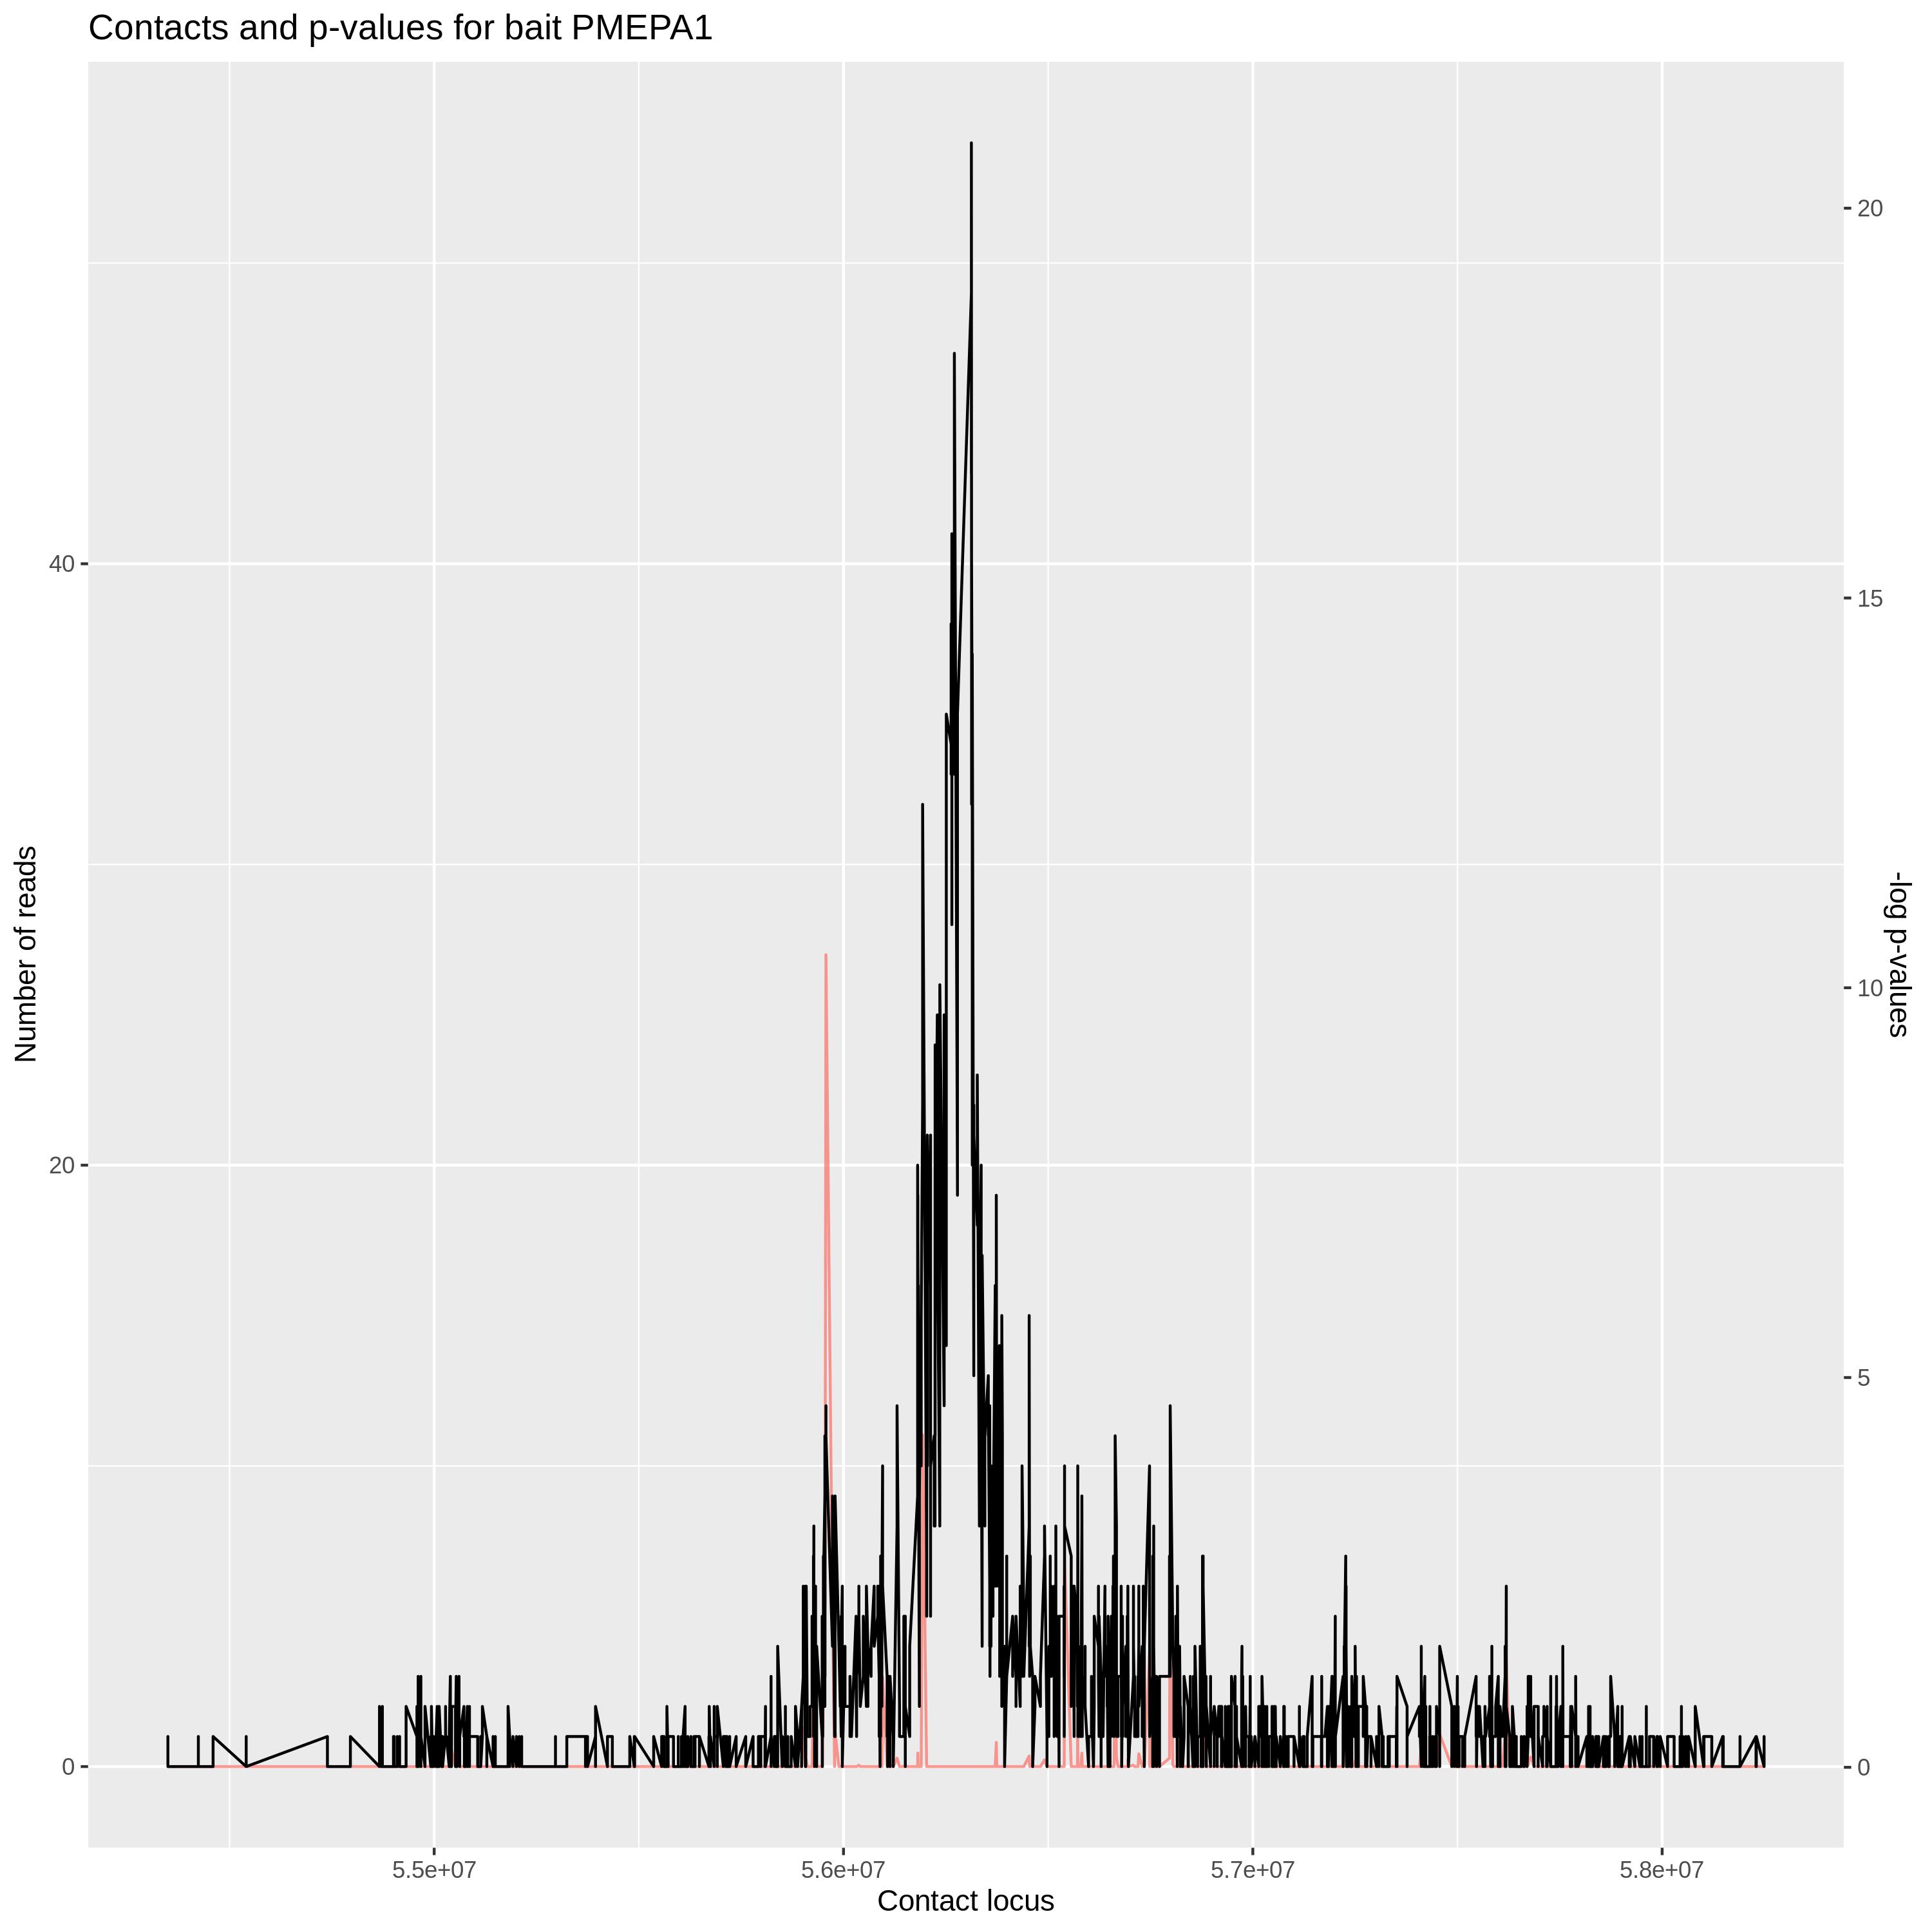 Contacts and p-values for bait PMEPA1
Number of reads
40
20
0
20
15
10
5
0
-log p-values
5.5e+07
5.6e+07
5.7e+07
5.8e+07
Contact locus